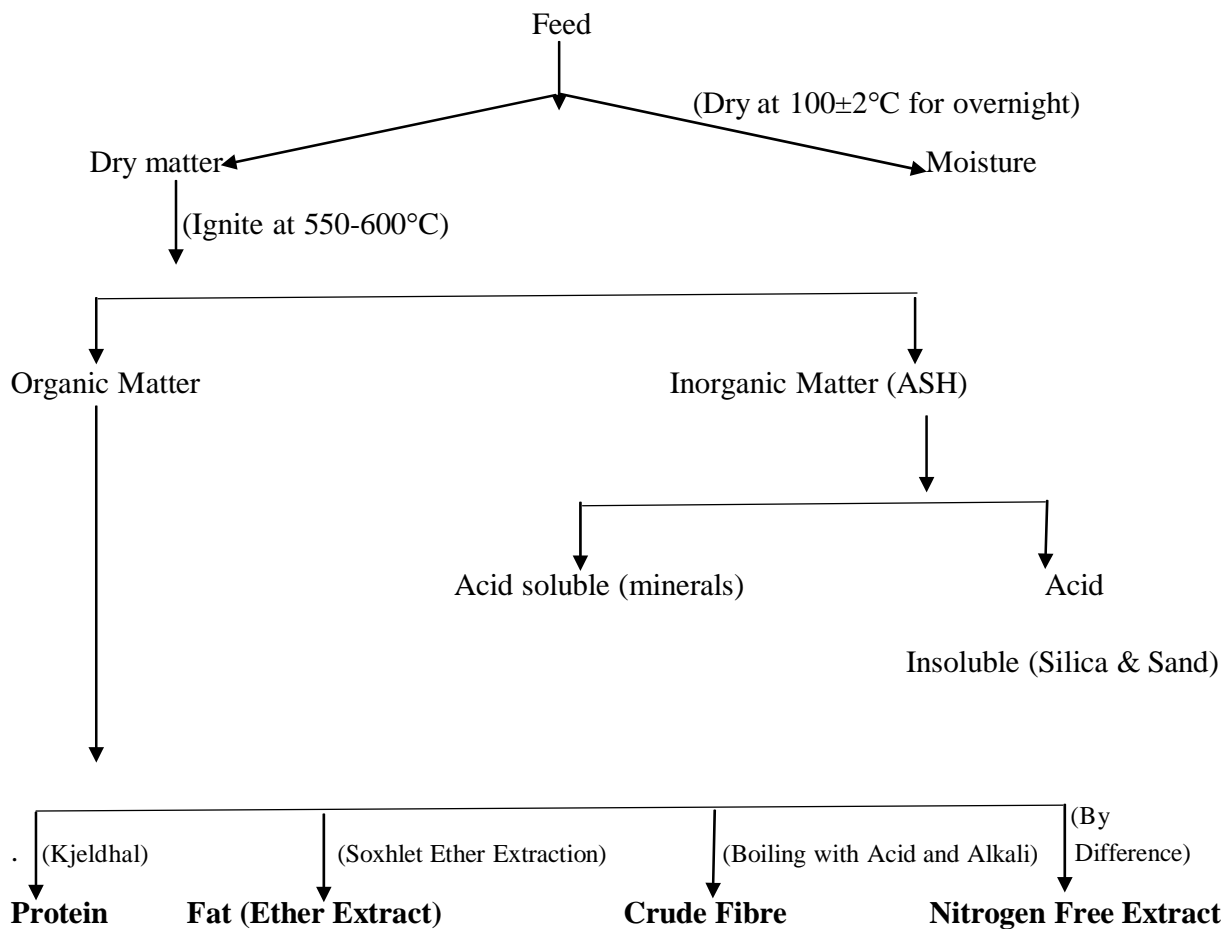 Feed
(Dry at 100±2°C for overnight)
Dry matter
Moisture
(Ignite at 550-600°C)
Organic Matter
Inorganic Matter (ASH)
Acid soluble (minerals)
Acid
Insoluble (Silica & Sand)
. (Kjeldhal)
(Soxhlet Ether Extraction)
(Boiling with Acid and Alkali)
(By
Difference)
Protein
Fat (Ether Extract)
Crude Fibre
Nitrogen Free Extract